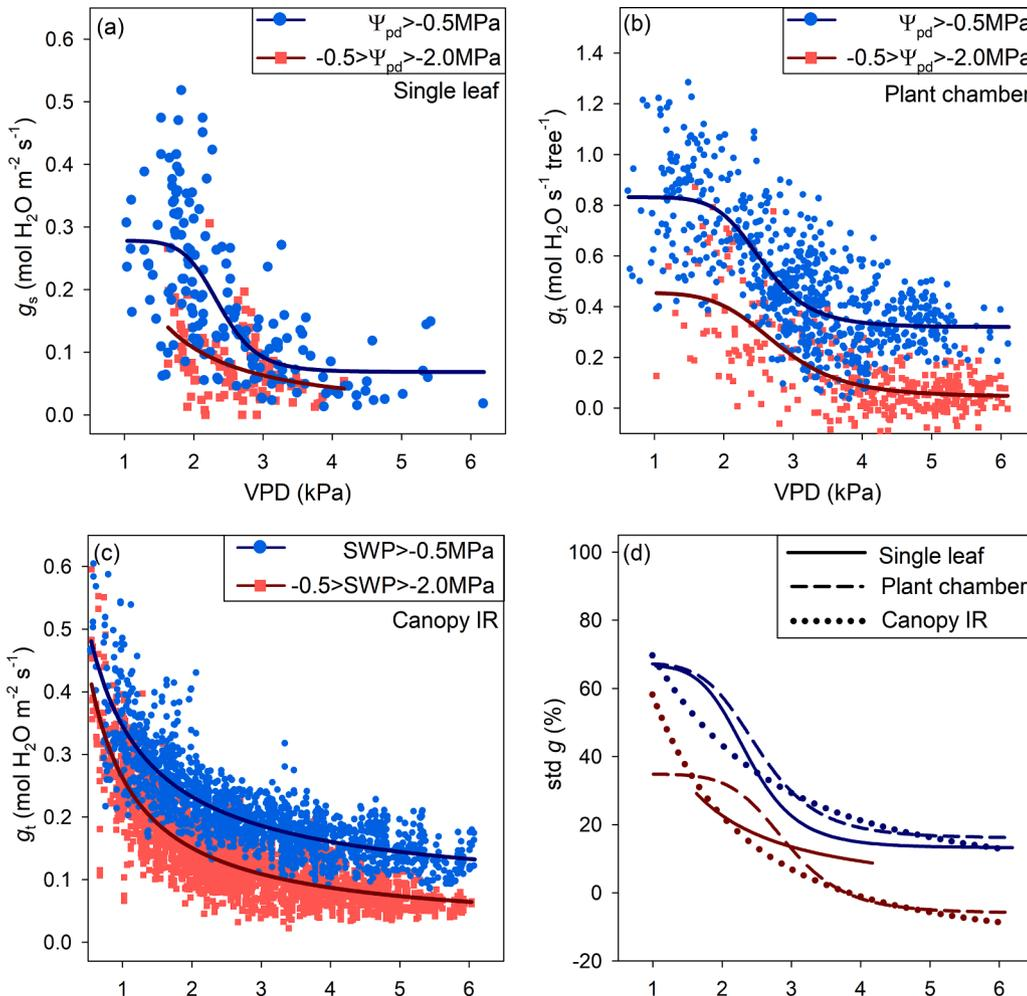 (a)
Ψpd>-0.5MPa
-0.5>Ψpd>-2.0MPa
Single leaf
0.6
0.5
0.4
0.3
0.2
0.1
0.0
gs (mol H2O m-2 s-1)
1 2 3 4 5 6
VPD (kPa)
(b)
Ψpd>-0.5MPa
-0.5>Ψpd>-2.0MPa
Plant chamber
1.4
1.2
1.0
0.8
0.6
0.4
0.2
0.0
gt (mol H2O s-1 tree-1)
1 2 3 4 5 6
VPD (kPa)
(c)
SWP>-0.5MPa
-0.5>SWP>-2.0MPa
Canopy IR
0.6
0.5
0.4
0.3
0.2
0.1
0.0
gt (mol H2O m-2 s-1)
1 2 3 4 5 6
(d)
Single leaf
Plant chamber
Canopy IR
100
80
60
40
20
0
-20
std g (%)
1 2 3 4 5 6